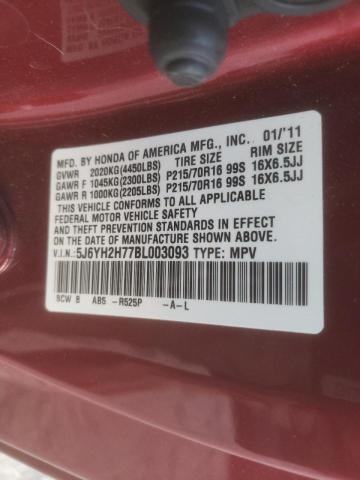 MFD. BY HONDA OF AMERICA MFG., INC. 01/'11
GVWR 2020KG(4450LBS) TIRE SIZE RIM SIZE
GAWR F 1045KG(2300LBS) P215/70R16 99S 16X6.5JJ
GAWR R 1000KG(2205LBS) P215/70R16 99S 16X6.5JJ
THIS VEHICLE CONFORMS TO ALL APPLICABLE
FEDERAL MOTOR VEHICLE SAFETY AND
THEFT PREVENTION STANDARDS IN EFFECT ON
THE DATE OF MANUFACTURE SHOWN ABOVE.
V.I.N.:5J6YH2H77BL003093 TYPE: MPV
SCW B AB5 -R525P -A-L